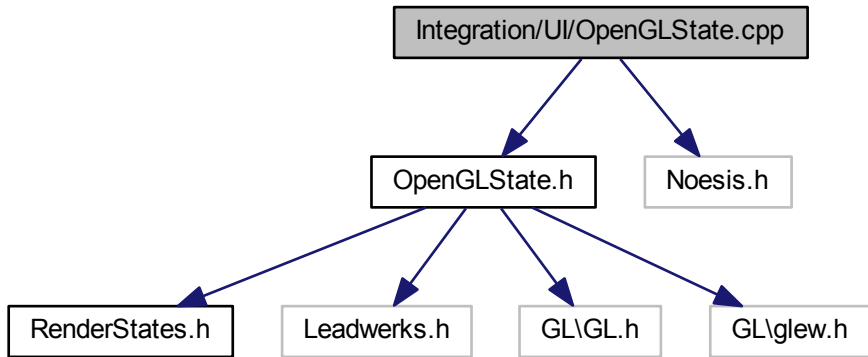 Integration/UI/OpenGLState.cpp
OpenGLState.h
Noesis.h
RenderStates.h
Leadwerks.h
GL\GL.h
GL\glew.h